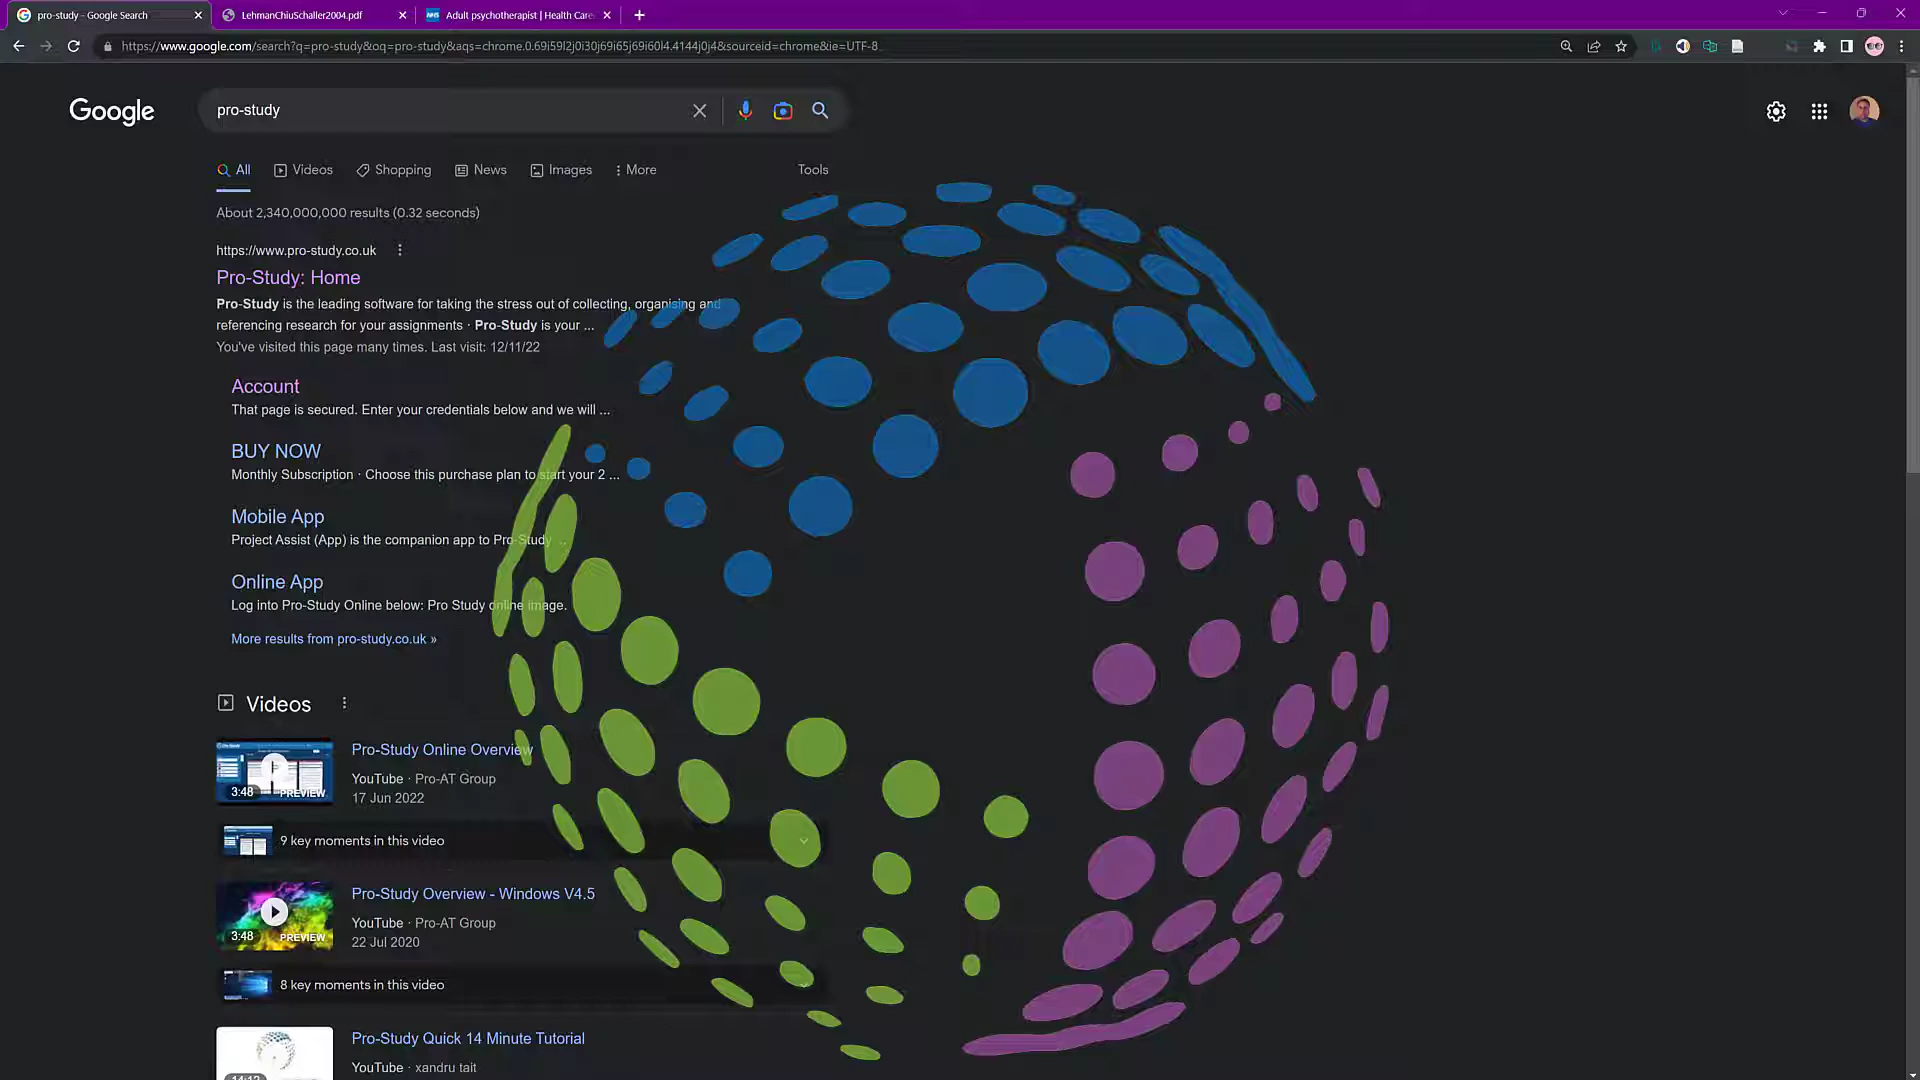 pro-study - Google Search
LehmanChiuSchaller2004.pdf
Adult psychotherapist | Health Care
https://www.google.com/search?q=pro-study&oq=pro-study&aqs=chrome.0.69i59l2j0i30j69i65j69i60l4.4144j0j4&sourceid=chrome&ie=UTF-8
Google
pro-study
All
Videos
Shopping
News
Images
More
Tools
About 2,340,000,000 results (0.32 seconds)
https://www.pro-study.co.uk
Pro-Study: Home
Pro-Study is the leading software for taking the stress out of collecting, organising and
referencing research for your assignments · Pro-Study is your ...
You've visited this page many times. Last visit: 12/11/22
Account
That page is secured. Enter your credentials below and we will ...
BUY NOW
Monthly Subscription · Choose this purchase plan to start your 2 ...
Mobile App
Project Assist (App) is the companion app to Pro-Study ...
Online App
Log into Pro-Study Online below: Pro Study online image.
More results from pro-study.co.uk »
Videos
Pro-Study Online Overview
3:48
PREVIEW
YouTube · Pro-AT Group
17 Jun 2022
9 key moments in this video
Pro-Study Overview - Windows V4.5
3:48
PREVIEW
YouTube · Pro-AT Group
22 Jul 2020
8 key moments in this video
Pro-Study Quick 14 Minute Tutorial
YouTube · xandru tait
14:12